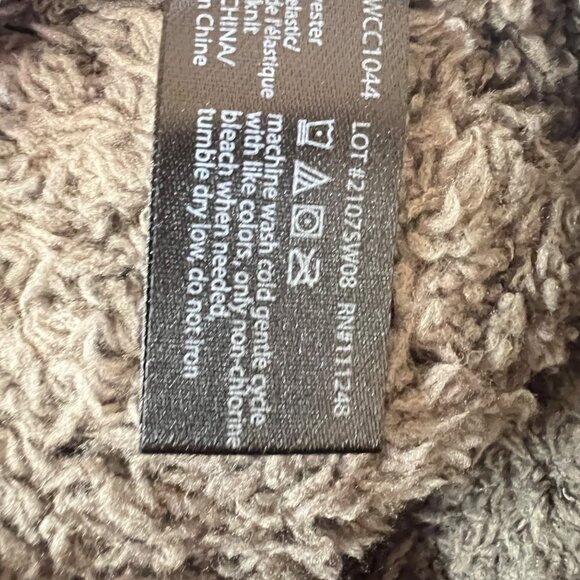 WCC1044 LOT #21075W08 RN#111248
ester
elastic/
de l'élastique
knit
CHINA/
n Chine
machine wash cold gentle cycle
with like colors, only non-chlorine
bleach when needed
tumble dry low, do not iron